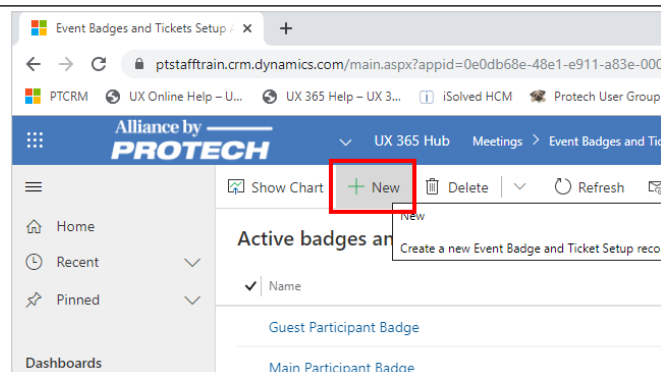 Event Badges and Tickets Setup A
ptstafftrain.crm.dynamics.com/main.aspx?appid=0e0db68e-48e1-e911-a83e-000
PTCRM UX Online Help – U... UX 365 Help – UX 3... iSolved HCM Protech User Group
Alliance by
PROTECH
UX 365 Hub Meetings > Event Badges and Tic
Show Chart New Delete Refresh
Home
New
Active badges an
Create a new Event Badge and Ticket Setup reco
Recent
Name
Pinned
Guest Participant Badge
Dashboards
Main Participant Badge